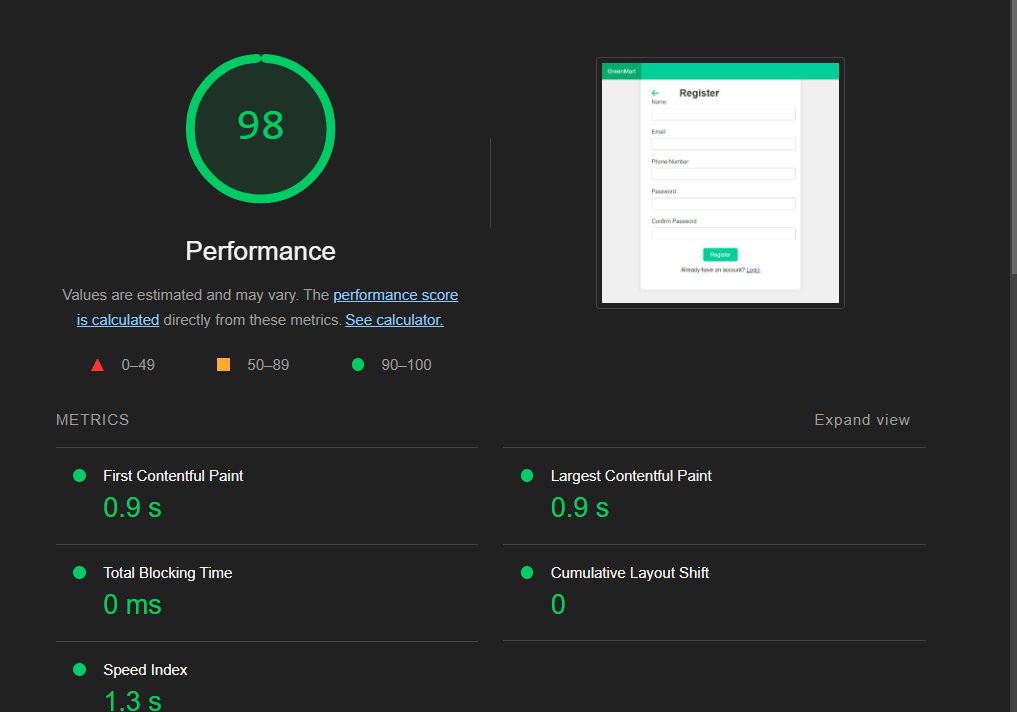 98
Performance
Values are estimated and may vary. The performance score
is calculated directly from these metrics. See calculator.
0–49
50–89
90–100
GreenMart
Register
Name
Email
Phone Number
Password
Confirm Password
Register
Already have an account? Login
METRICS
Expand view
First Contentful Paint
0.9 s
Largest Contentful Paint
0.9 s
Total Blocking Time
0 ms
Cumulative Layout Shift
0
Speed Index
1.3 s